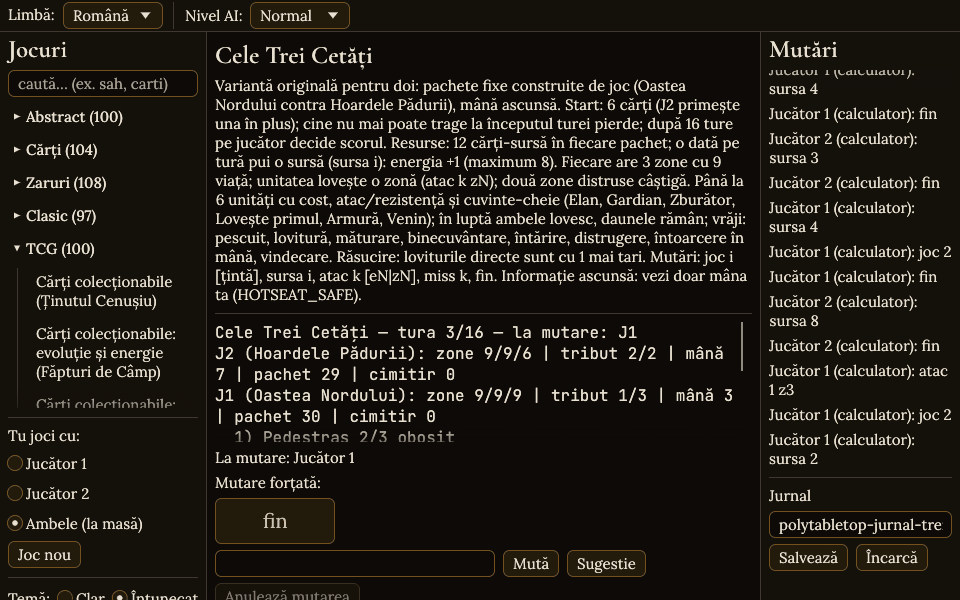 Limbă: Română ▼ Nivel AI: Normal ▼
Jocuri
caută... (ex. sah, carti)
▸ Abstract (100)
▸ Cărți (104)
▸ Zaruri (108)
▸ Clasic (97)
▾ TCG (100)
Cărți colecționabile
(Ținutul Cenușiu)
Cărți colecționabile:
evoluție și energie
(Făpturi de Câmp)
Cărți colecționabile:
Tu joci cu:
Jucător 1
Jucător 2
Ambele (la masă)
Joc nou
Temă: Clar Întunecat
Cele Trei Cetăți
Variantă originală pentru doi: pachete fixe construite de joc (Oastea
Nordului contra Hoardele Pădurii), mână ascunsă. Start: 6 cărți (J2 primește
una în plus); cine nu mai poate trage la începutul turei pierde; după 16 ture
pe jucător decide scorul. Resurse: 12 cărți-sursă în fiecare pachet; o dată pe
tură pui o sursă (sursa i): energia +1 (maximum 8). Fiecare are 3 zone cu 9
viață; unitatea lovește o zonă (atac k zN); două zone distruse câștigă. Până la
6 unități cu cost, atac/rezistență și cuvinte-cheie (Elan, Gardian, Zburător,
Lovește primul, Armură, Venin); în luptă ambele lovesc, daunele rămân; vrăji:
pescuit, lovitură, măturare, binecuvântare, întărire, distrugere, întoarcere în
mână, vindecare. Răsucire: loviturile directe sunt cu 1 mai tari. Mutări: joc i
[țintă], sursa i, atac k [eN|zN], miss k, fin. Informație ascunsă: vezi doar mâna
ta (HOTSEAT_SAFE).
Cele Trei Cetăți — tura 3/16 — la mutare: J1
J2 (Hoardele Pădurii): zone 9/9/6 | tribut 2/2 | mână
7 | pachet 29 | cimitir 0
J1 (Oastea Nordului): zone 9/9/9 | tribut 1/3 | mână 3
| pachet 30 | cimitir 0
1) Pedestraș 2/3 obosit
La mutare: Jucător 1
Mutare forțată:
fin
Mută Sugestie
Anulează mutarea
Mutări
Jucător 1 (calculator):
sursa 4
Jucător 1 (calculator): fin
Jucător 2 (calculator):
sursa 3
Jucător 2 (calculator): fin
Jucător 1 (calculator):
sursa 4
Jucător 1 (calculator): joc 2
Jucător 1 (calculator): fin
Jucător 2 (calculator):
sursa 8
Jucător 2 (calculator): fin
Jucător 1 (calculator): atac
1 z3
Jucător 1 (calculator): joc 2
Jucător 1 (calculator):
sursa 2
Jurnal
polytabletop-jurnal-tre
Salvează Încarcă